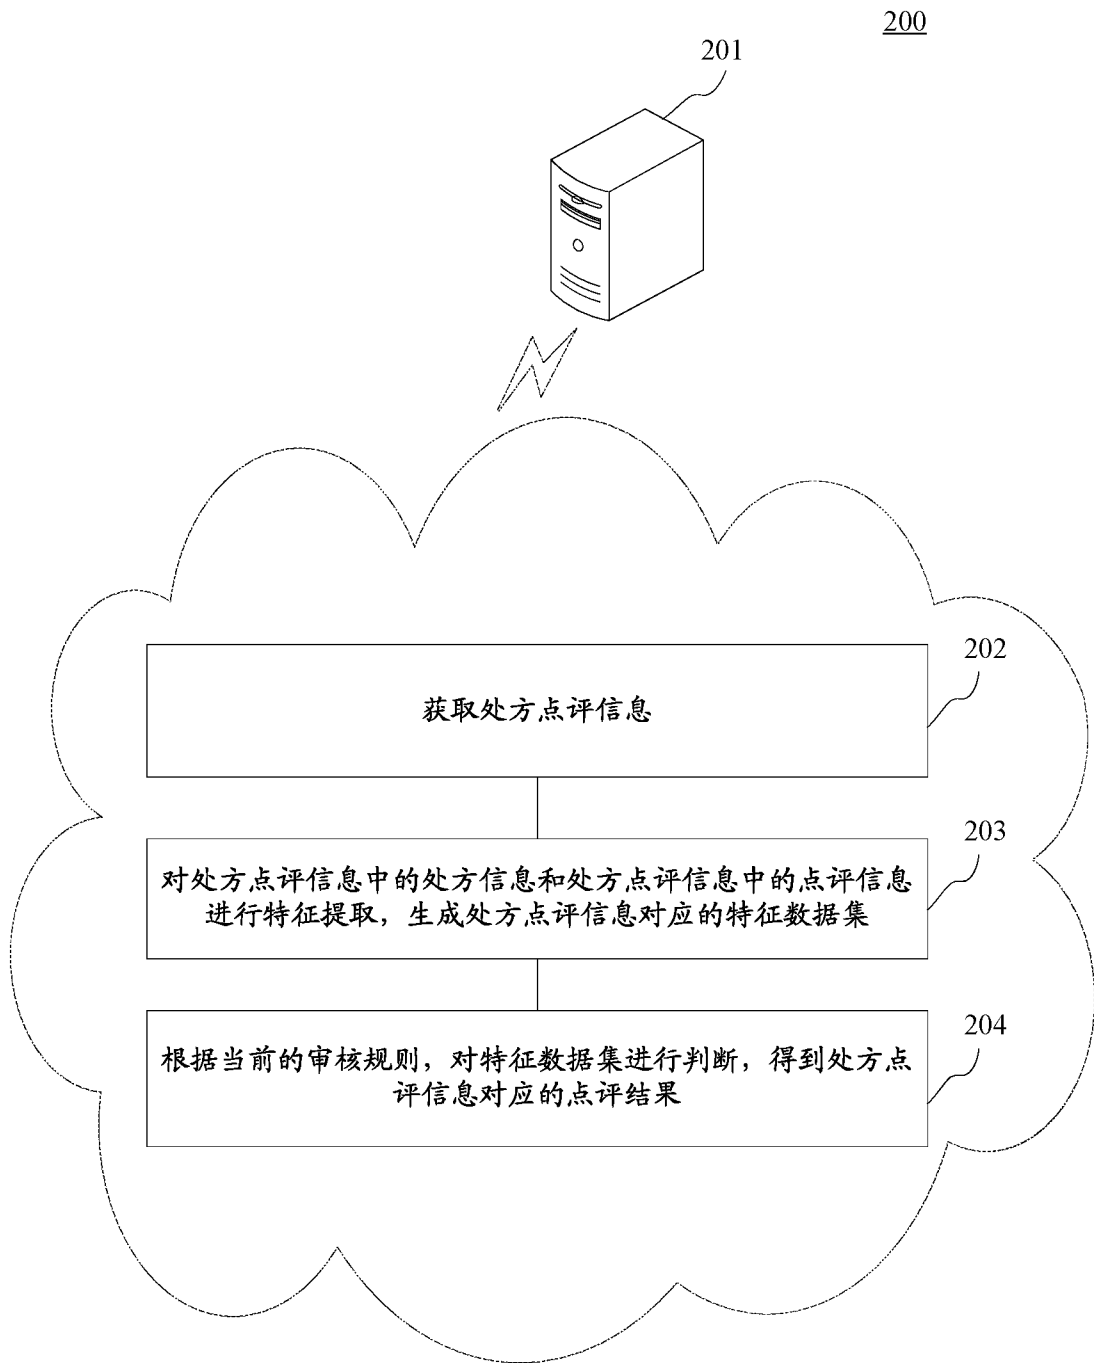 200
201
202
获取处方点评信息
203
对处方点评信息中的处方信息和处方点评信息中的点评信息
进行特征提取，生成处方点评信息对应的特征数据集
204
根据当前的审核规则，对特征数据集进行判断，得到处方点
评信息对应的点评结果